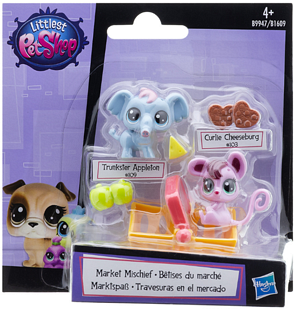 Littlest
PetShop
4+
B9947/B1609
Curlie Cheeseburg
#103
Trunkster Appleton
#109
Market Mischief • Bêtises du marché
Marktspaß • Travesuras en el mercado
Hasbro